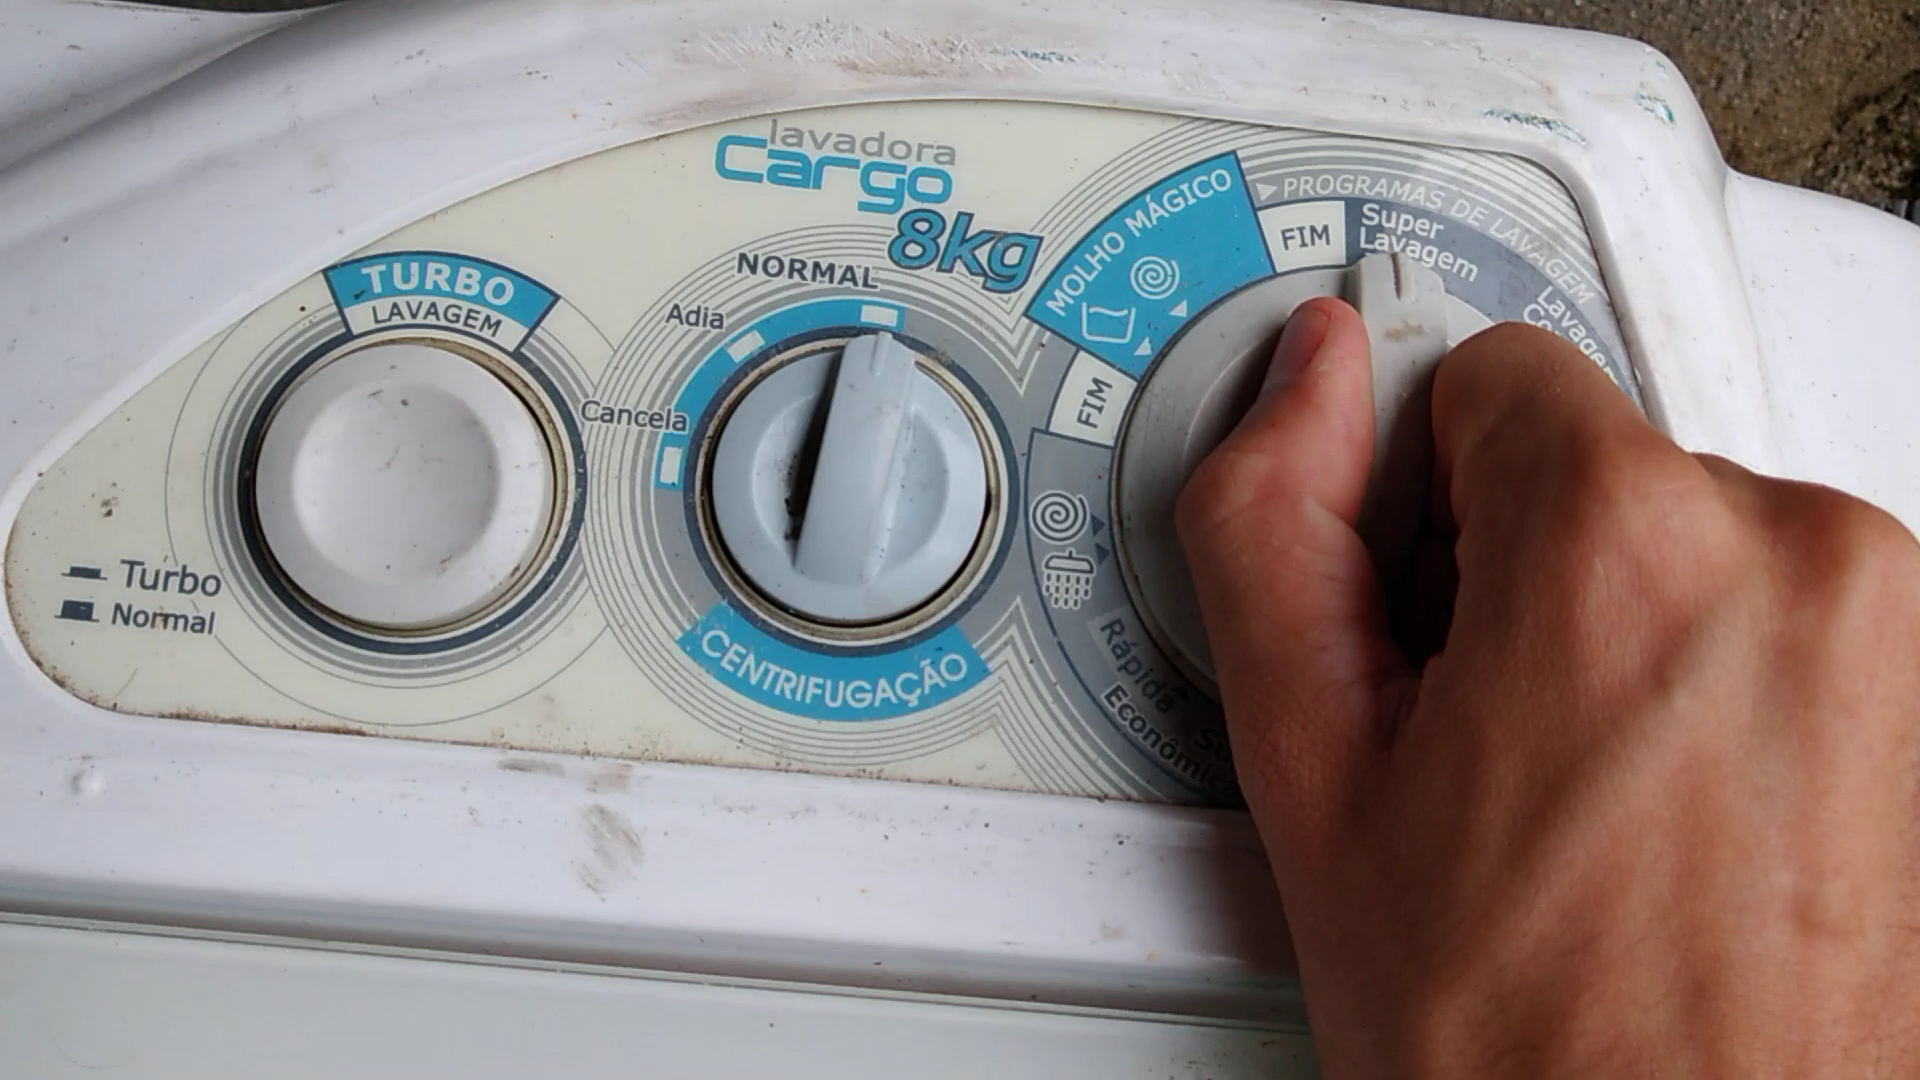 lavadora
Cargo
8kg
TURBO
LAVAGEM
Turbo
Normal
NORMAL
Adia
Cancela
CENTRIFUGAÇÃO
MOLHO MÁGICO
FIM
PROGRAMAS DE LAVAGEM
FIM
Super
Lavagem
Lavagem
Rápida